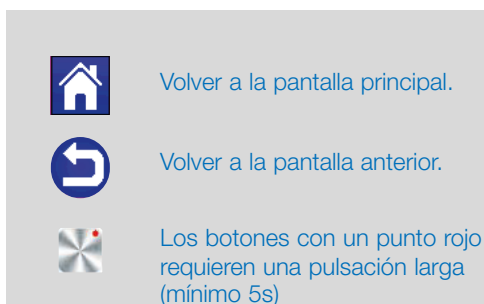 Volver a la pantalla principal.
Volver a la pantalla anterior.
Los botones con un punto rojo
requieren una pulsación larga
(mínimo 5s)